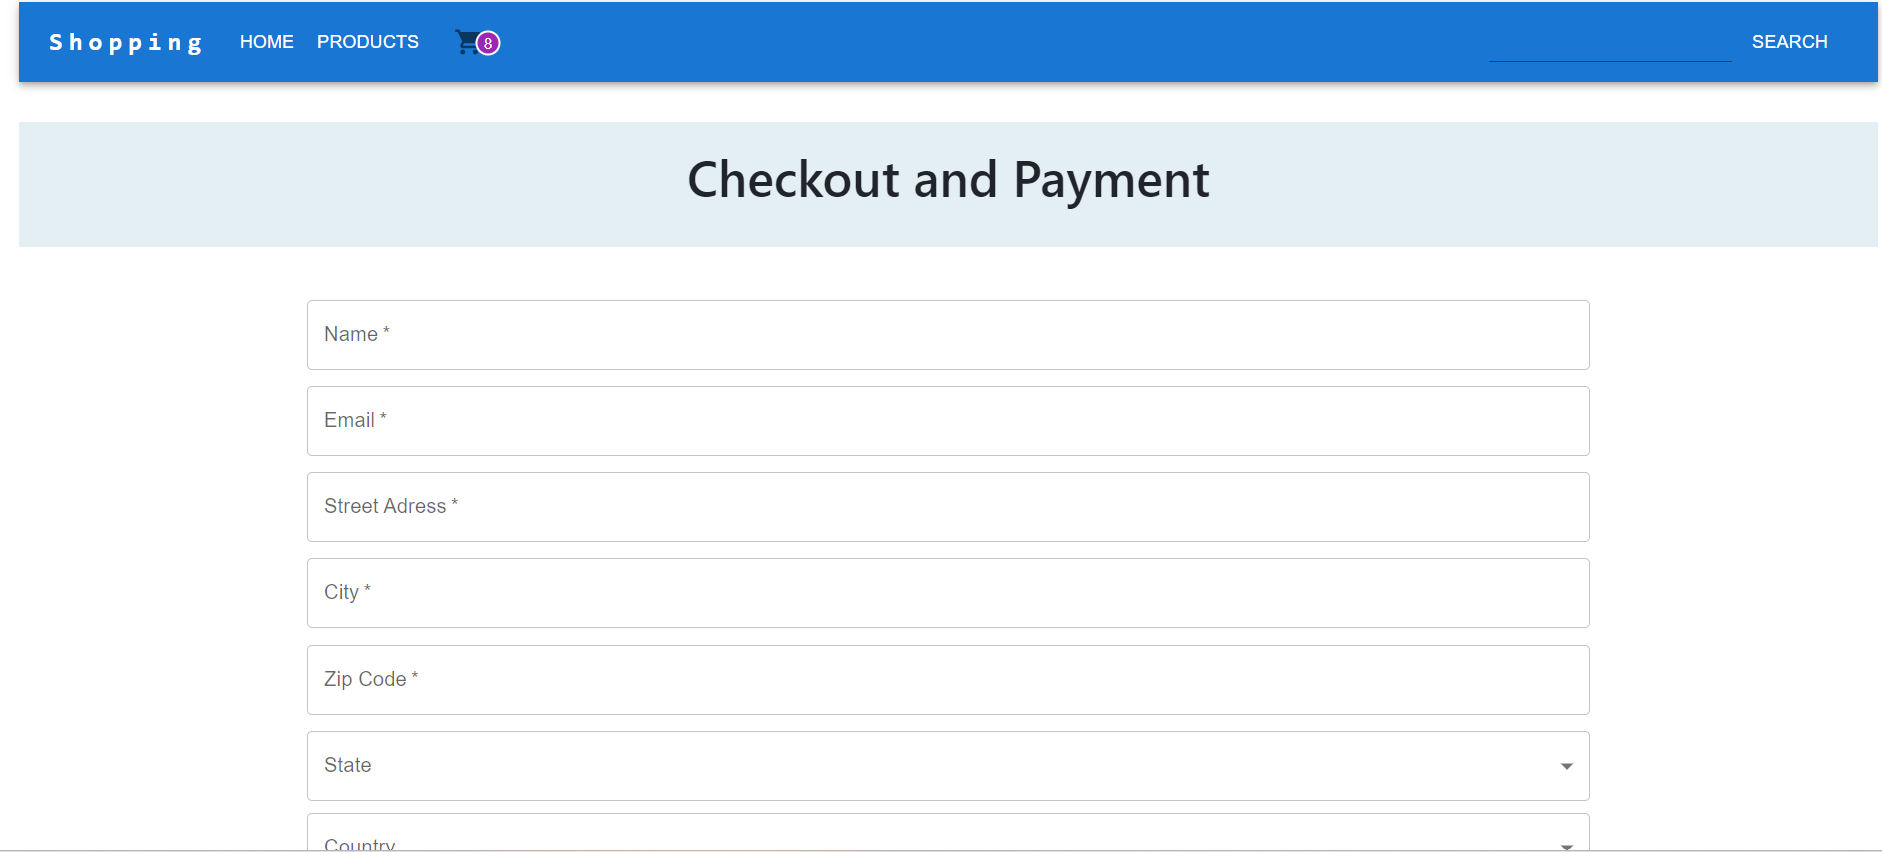 Shopping HOME PRODUCTS 8 SEARCH
Checkout and Payment
Name *
Email *
Street Adress *
City *
Zip Code *
State
Country